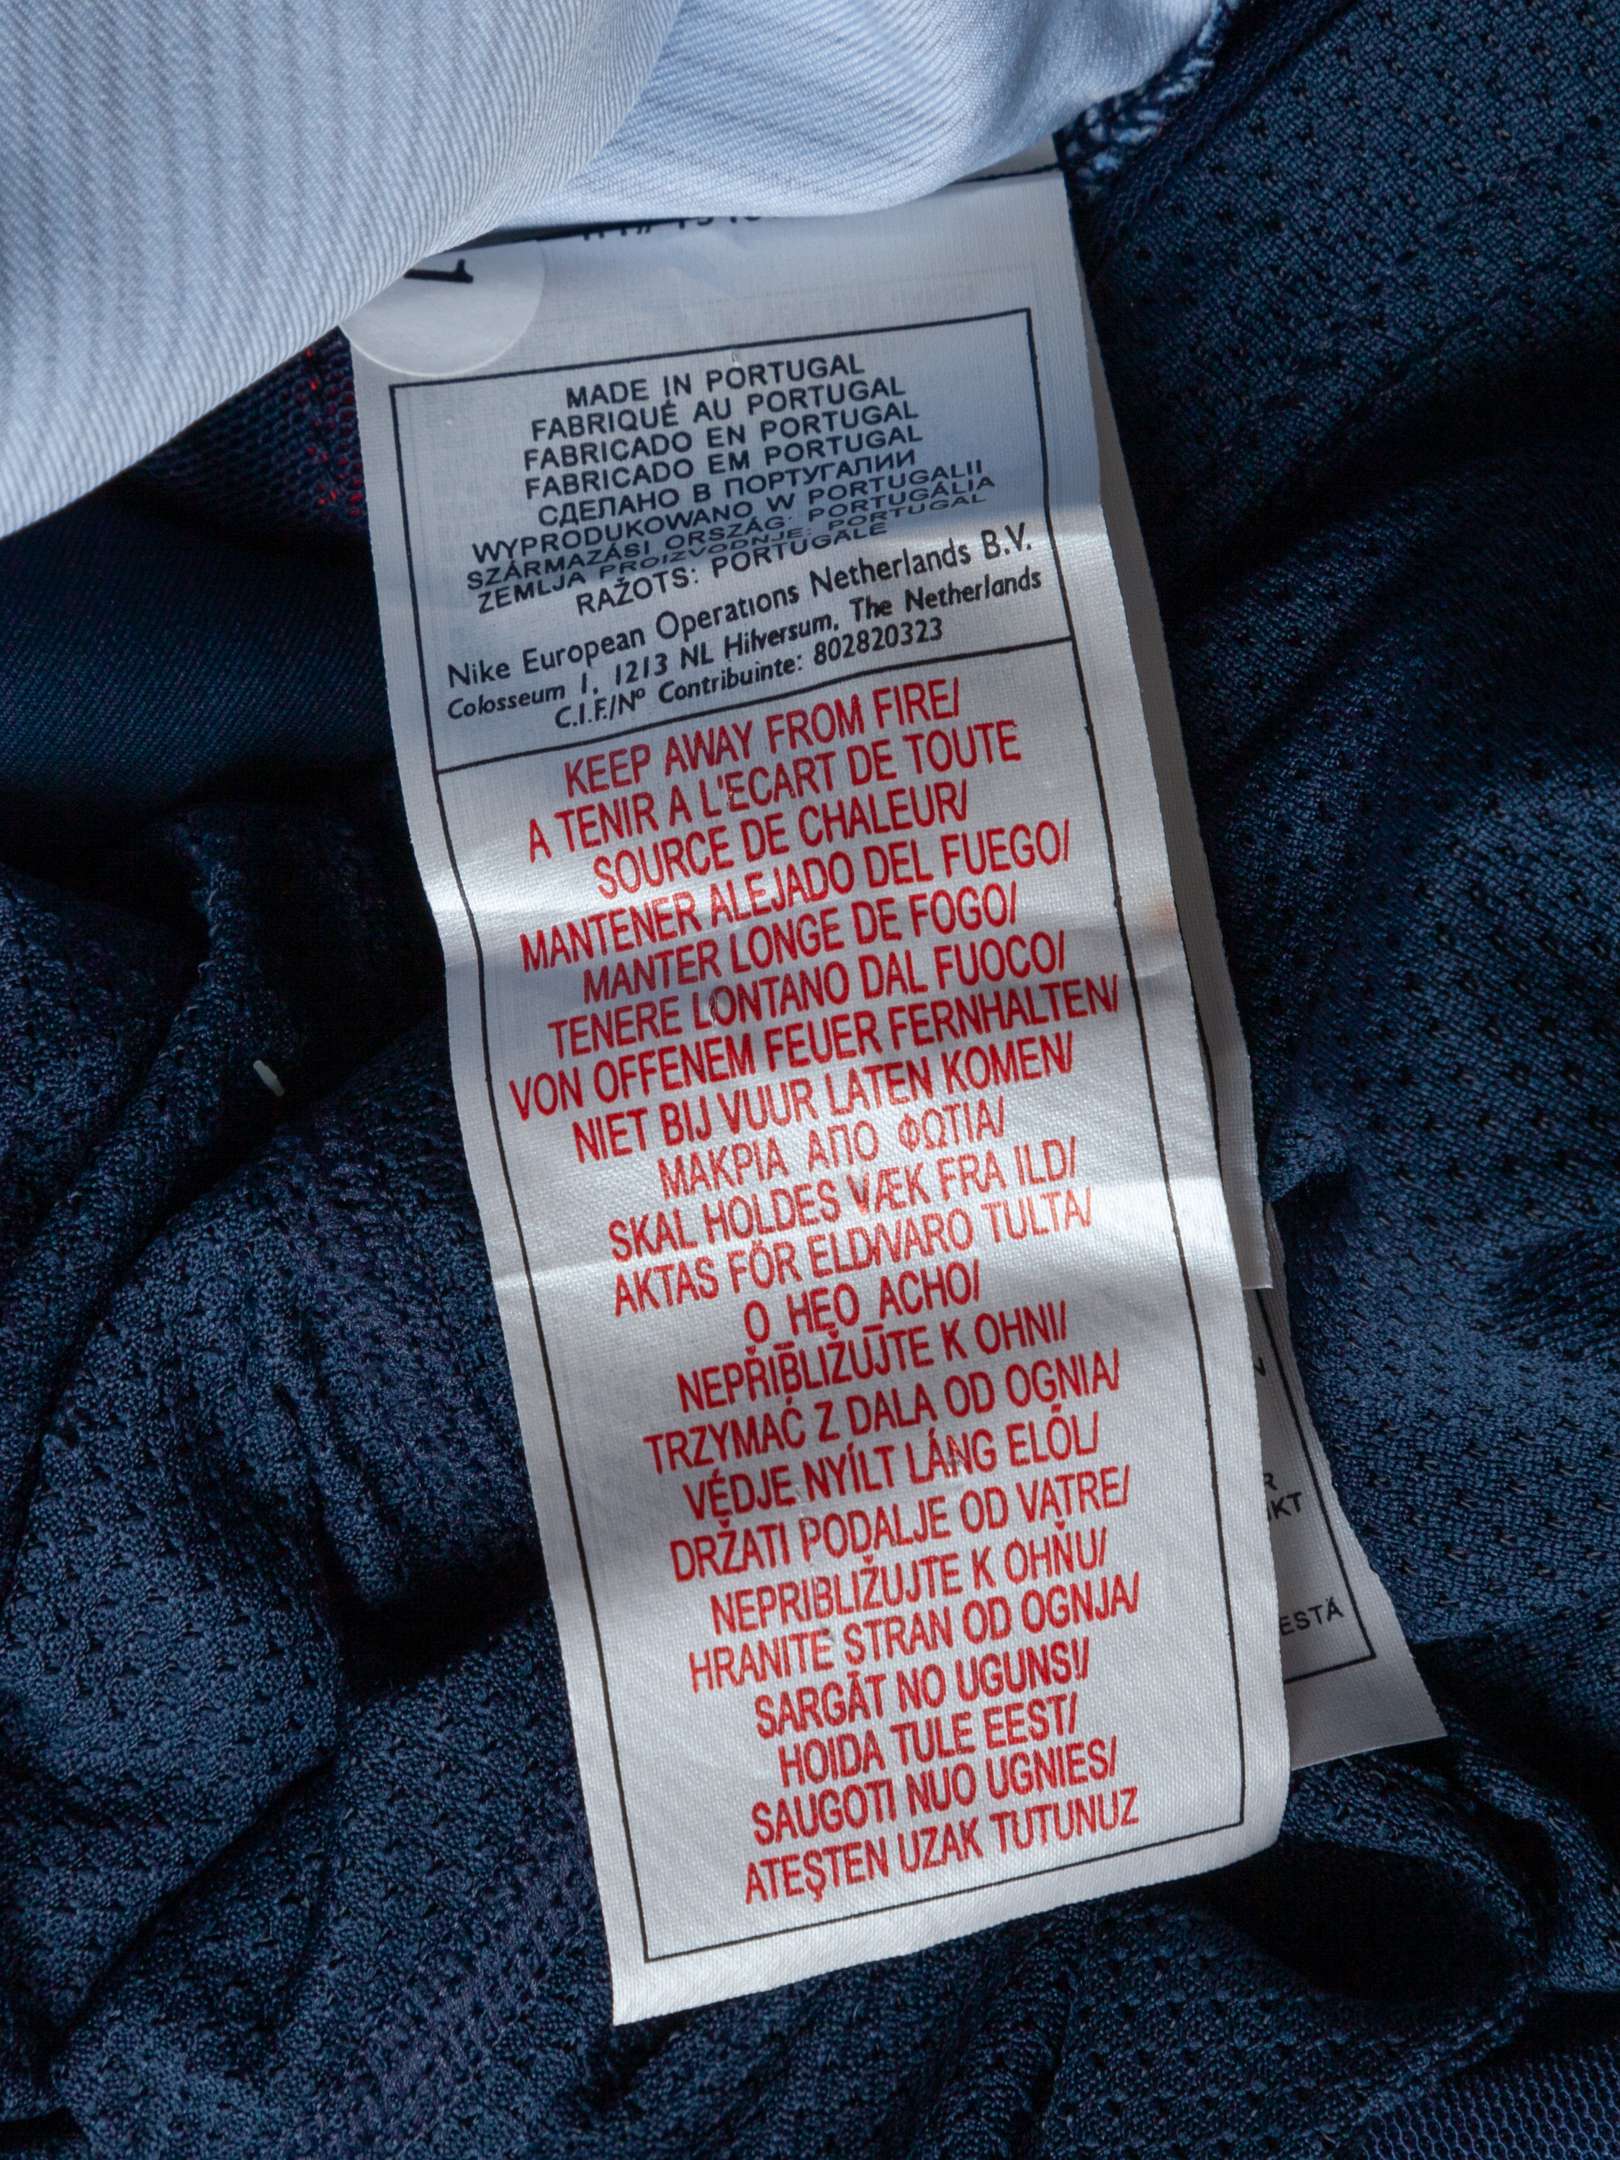 MADE IN PORTUGAL
FABRIQUÉ AU PORTUGAL
FABRICADO EN PORTUGAL
FABRICADO EM PORTUGAL
СДЕЛАНО В ПОРТУГАЛИИ
WYPRODUKOWANO W PORTUGALII
SZÁRMAZÁSI ORSZÁG: PORTUGÁLIA
ZEMLJA PROIZVODNJE: PORTUGAL
RAŽOTS: PORTUGALE
Nike European Operations Netherlands B.V.
Colosseum 1, 1213 NL Hilversum, The Netherlands
C.I.F./Nº Contribuinte: 802820323
KEEP AWAY FROM FIRE/
A TENIR A L'ECART DE TOUTE
SOURCE DE CHALEUR/
MANTENER ALEJADO DEL FUEGO/
MANTER LONGE DE FOGO/
TENERE LONTANO DAL FUOCO/
VON OFFENEM FEUER FERNHALTEN/
NIET BIJ VUUR LATEN KOMEN/
ΜΑΚΡΙΑ ΑΠΟ ΦΩΤΙΑ/
SKAL HOLDES VÆK FRA ILD/
AKTAS FÖR ELD/VARO TULTA/
O_HEO_ACHO/
NEPŘIBLIŽUJTE K OHNI/
TRZYMAĆ Z DALA OD OGNIA/
VÉDJE NYÍLT LÁNG ELŐL/
DRŽATI PODALJE OD VATRE/
NEPRIBLIŽUJTE K OHŇU/
HRANITE STRAN OD OGNJA/
SARGĀT NO UGUNS!/
HOIDA TULE EEST/
SAUGOTI NUO UGNIES/
ATEŞTEN UZAK TUTUNUZ
ESTÄ